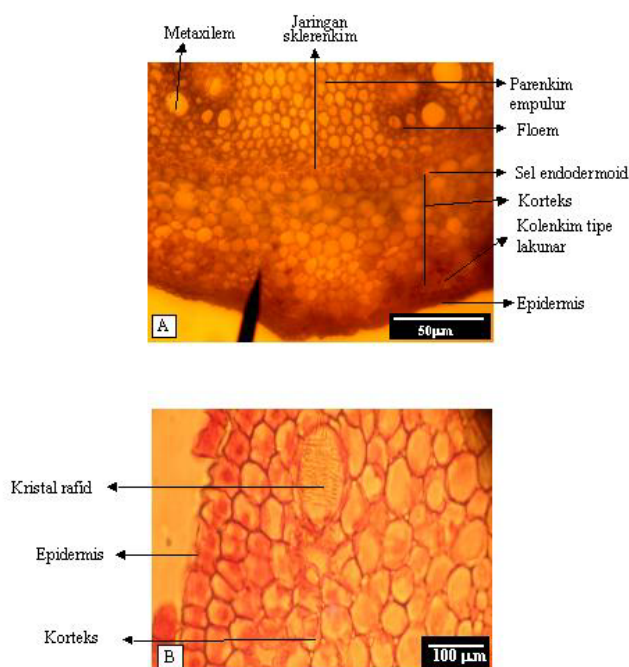 Metaxilem
Jaringan
sklerenkim
Parenkim
empulur
Floem
Sel endodermoid
Korteks
Kolenkim tipe
lakunar
Epidermis
A
50µm
Kristal rafid
Epidermis
Korteks
B
100 µm